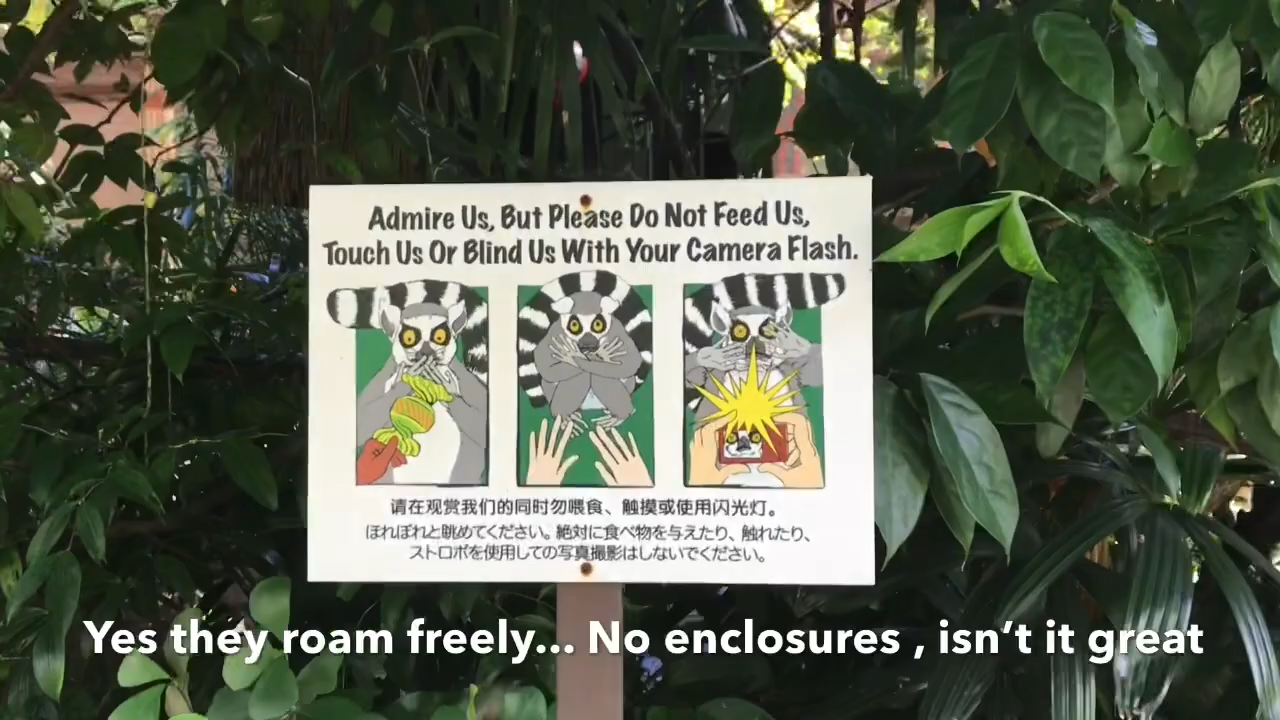 Admire Us, But Please Do Not Feed Us,
Touch Us Or Blind Us With Your Camera Flash.
请在观赏我们的同时勿喂食、触摸或使用闪光灯。
ほれぼれと眺めてください。絶対に食べ物を与えたり、触れたり、
ストロボを使用しての写真撮影はしないでください。
Yes they roam freely... No enclosures , isn’t it great